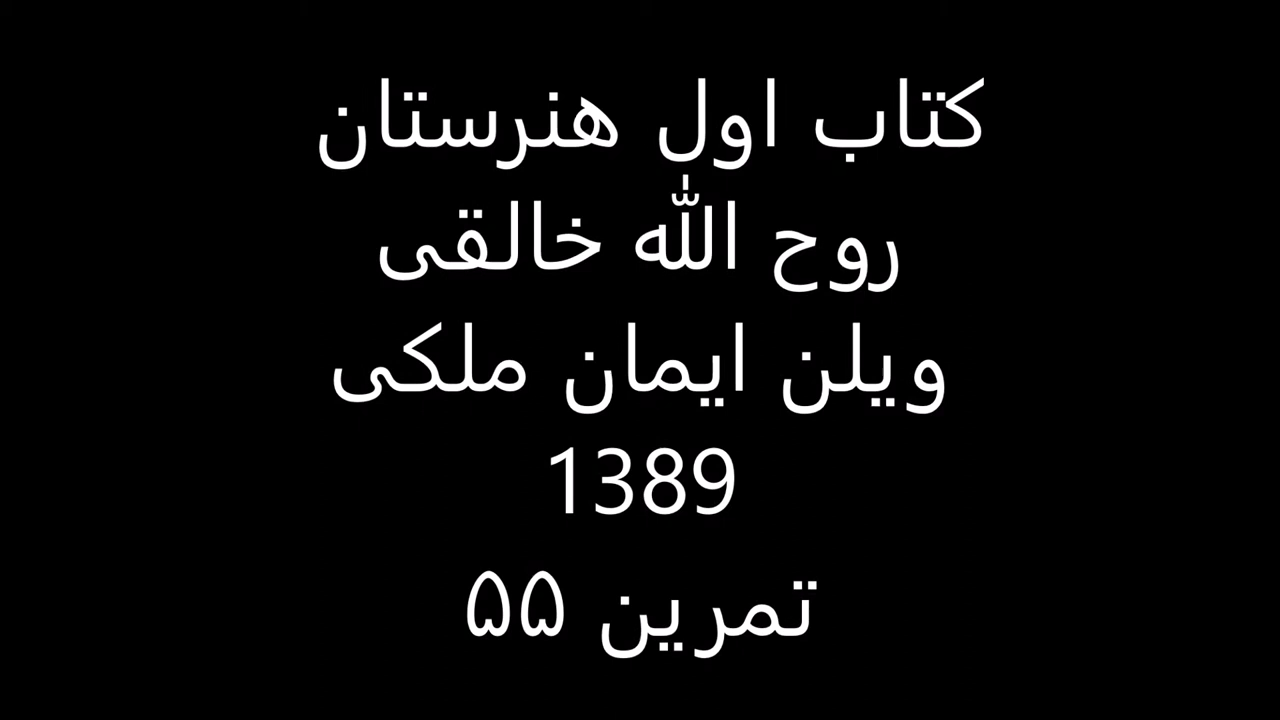 کتاب اول هنرستان
روح الله خالقی
ویلن ایمان ملکی
1389
تمرین ۵۵